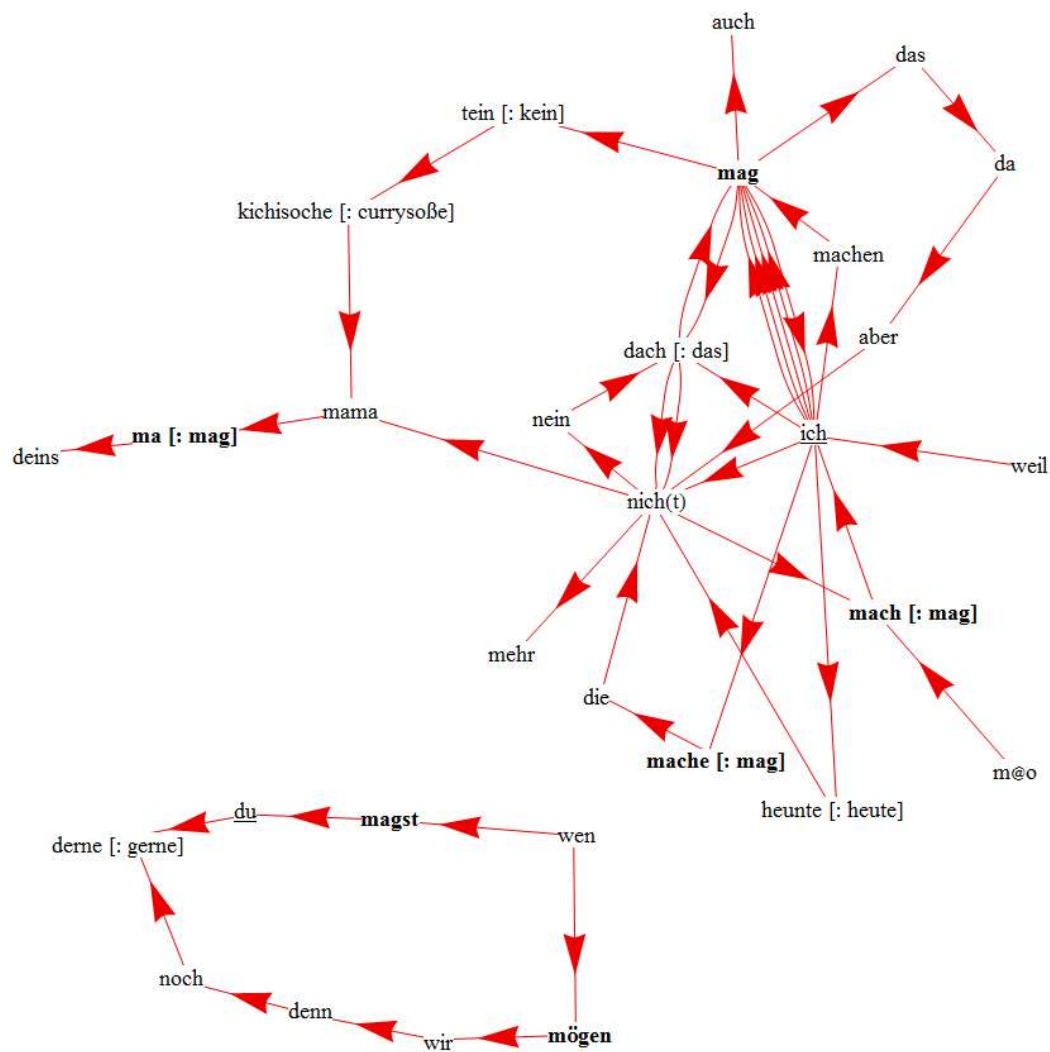 auch
das
tein [: kein]
da
mag
kichisoche [: currysoße]
machen
aber
dach [: das]
nein
mama
ich
ma [: mag]
deins
weil
nich(t)
mach [: mag]
mehr
die
mache [: mag]
m@o
heunte [: heute]
du
magst
wen
derne [: gerne]
noch
denn
wir
mögen